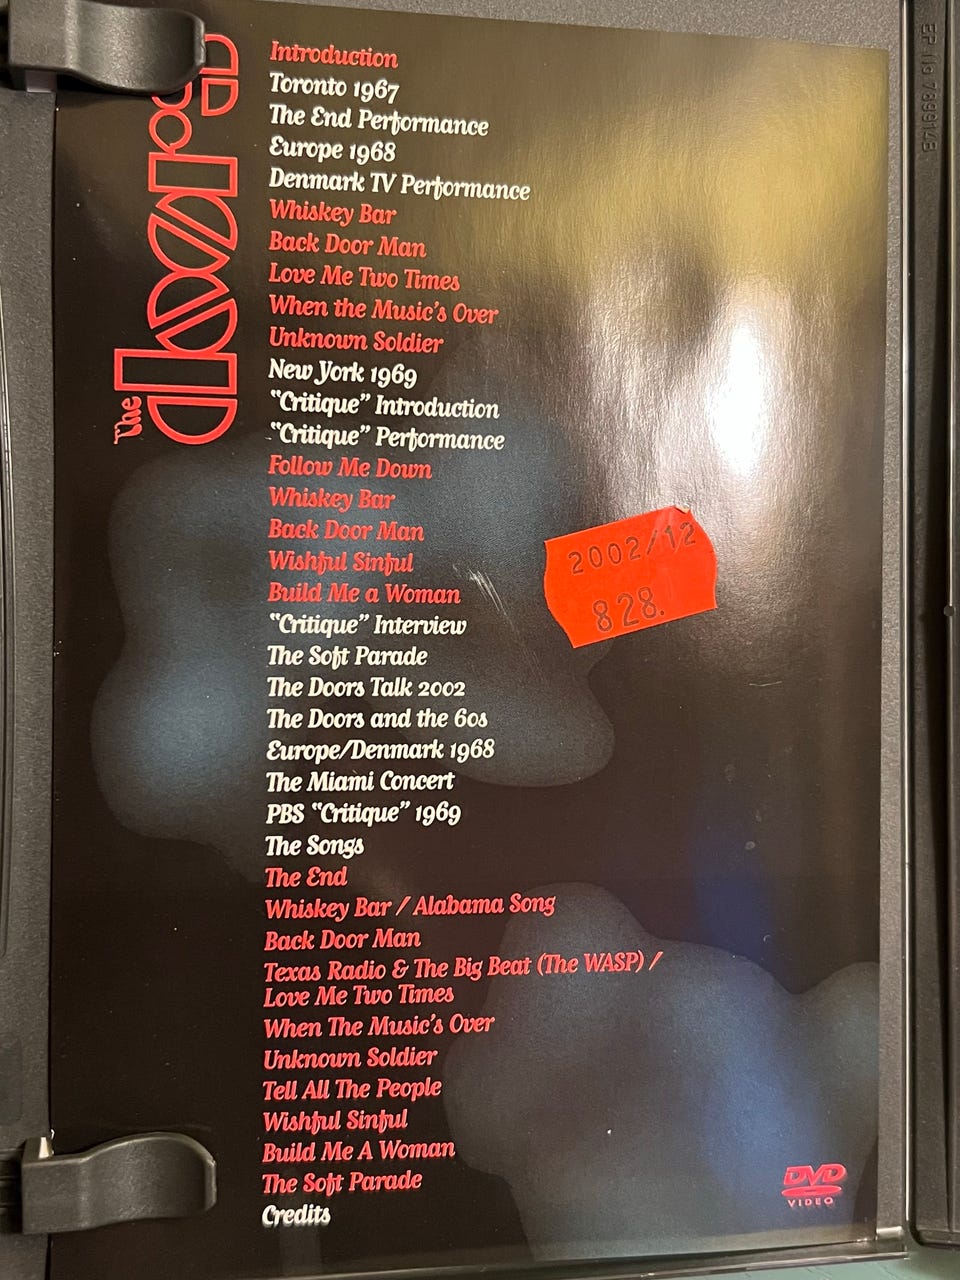 The
doors
Introduction
Toronto 1967
The End Performance
Europe 1968
Denmark TV Performance
Whiskey Bar
Back Door Man
Love Me Two Times
When the Music's Over
Unknown Soldier
New York 1969
"Critique" Introduction
"Critique" Performance
Follow Me Down
Whiskey Bar
Back Door Man
Wishful Sinful
Build Me a Woman
"Critique" Interview
The Soft Parade
The Doors Talk 2002
The Doors and the 60s
Europe/Denmark 1968
The Miami Concert
PBS "Critique" 1969
The Songs
The End
Whiskey Bar / Alabama Song
Back Door Man
Texas Radio & The Big Beat (The WASP) /
Love Me Two Times
When The Music's Over
Unknown Soldier
Tell All The People
Wishful Sinful
Build Me A Woman
The Soft Parade
Credits
2002/12
828.
DVD
VIDEO